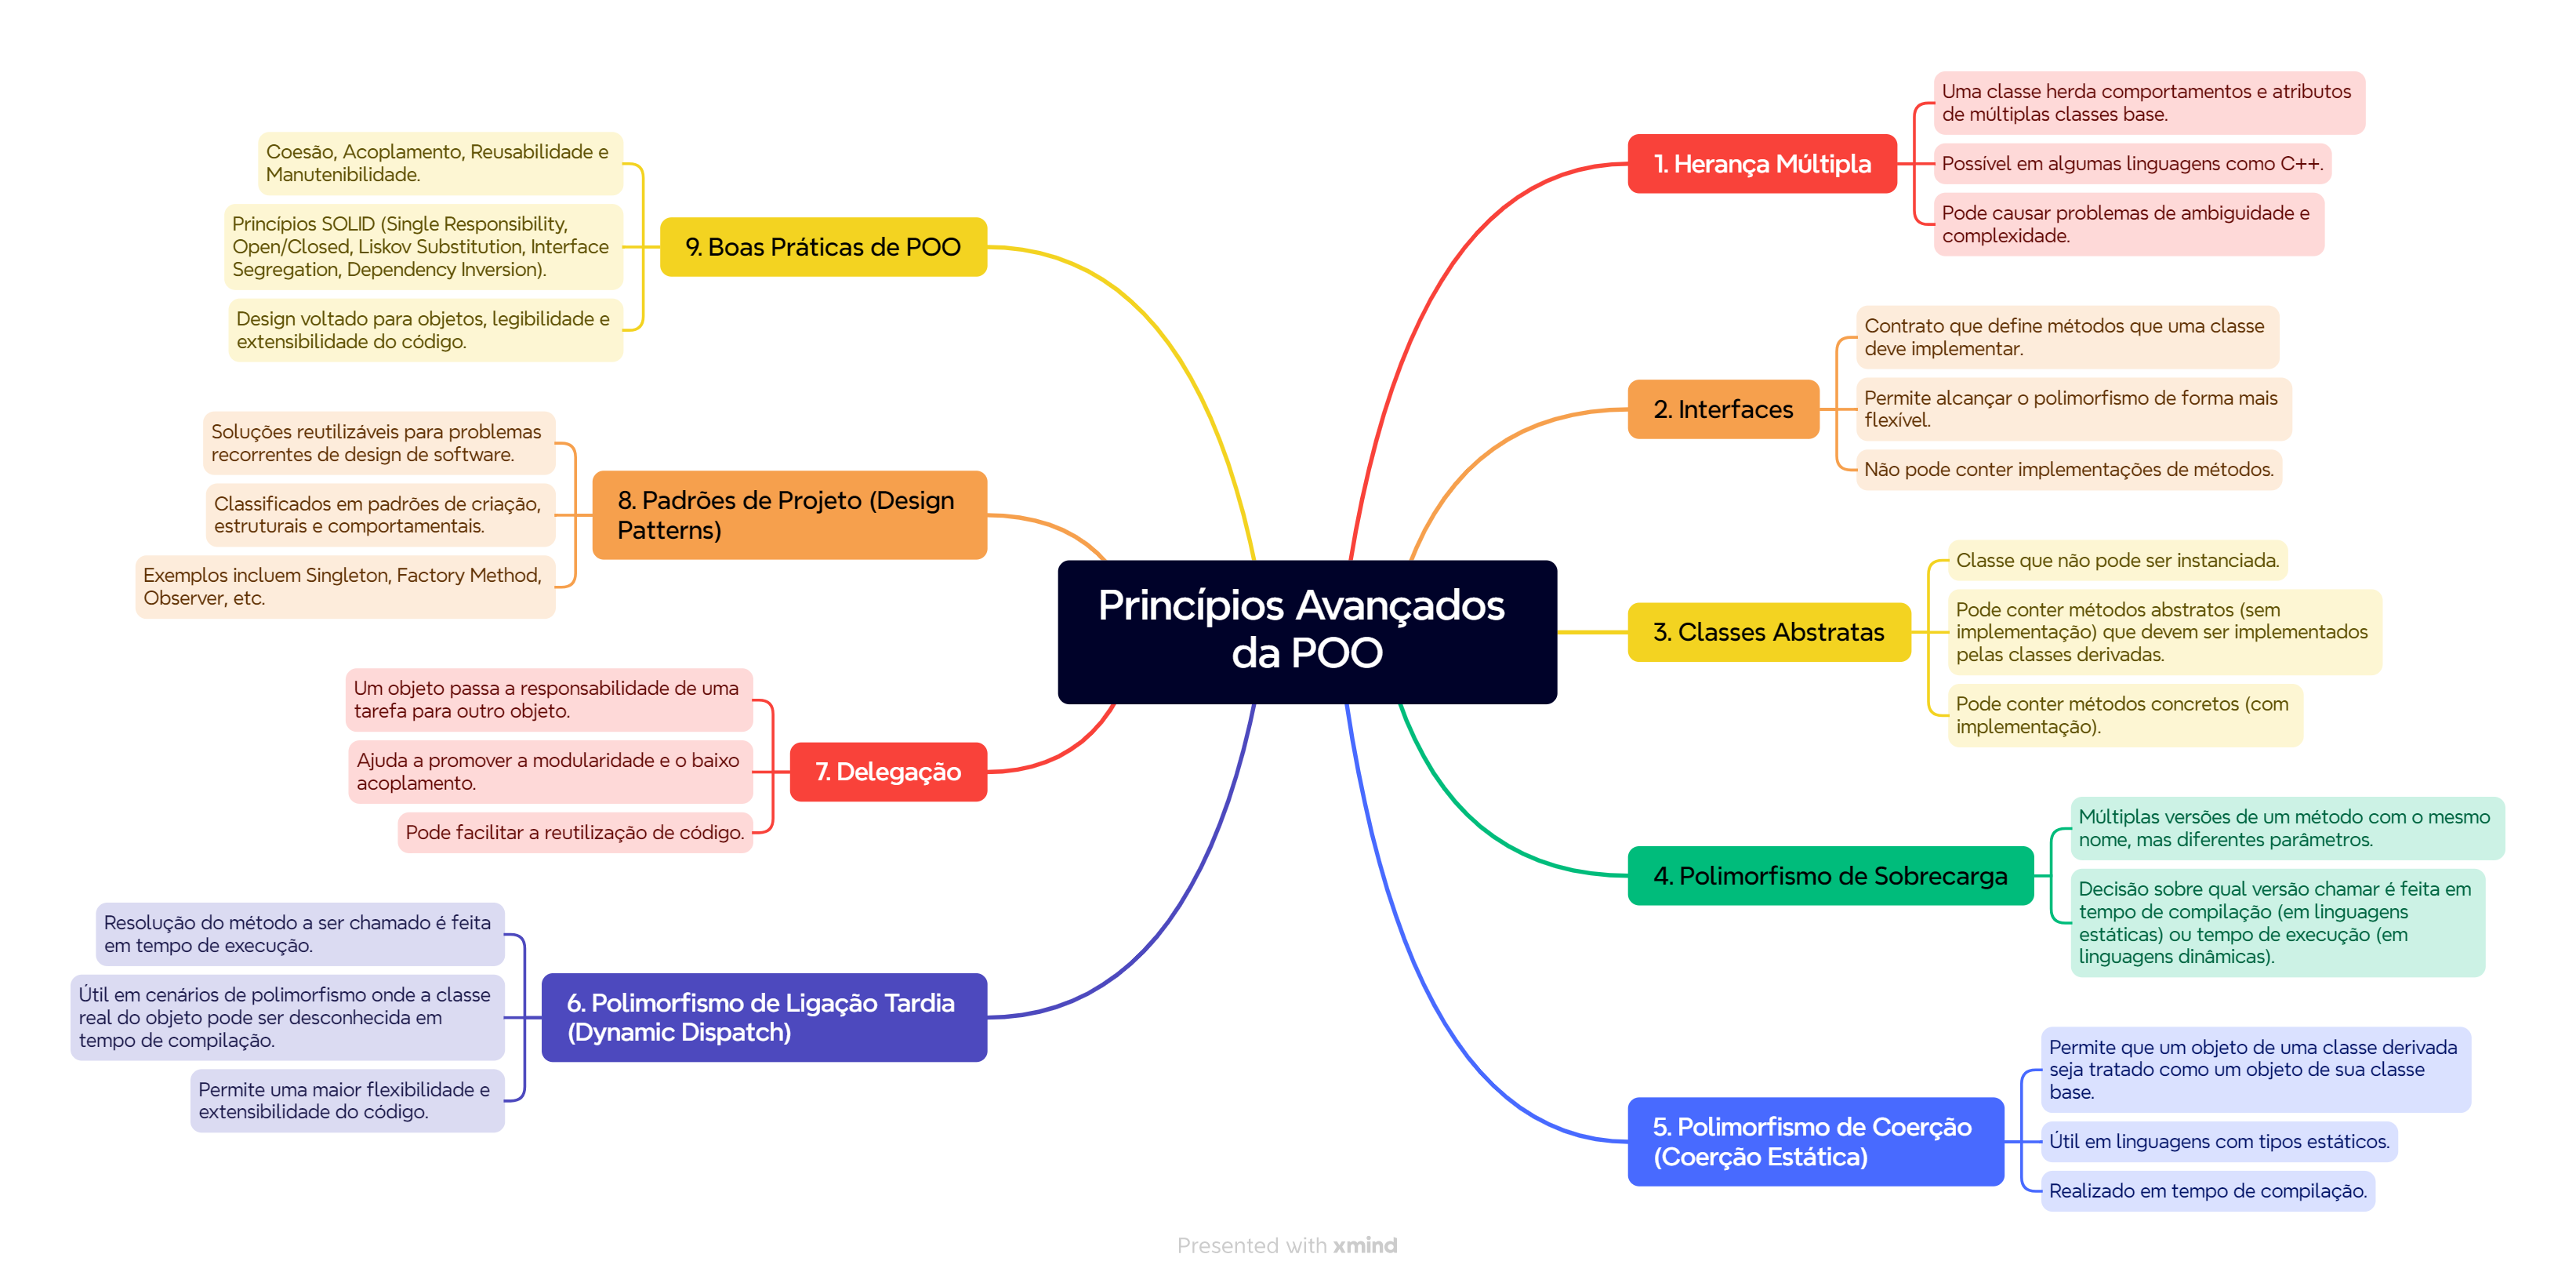 Princípios Avançados
da POO
1. Herança Múltipla
Uma classe herda comportamentos e atributos
de múltiplas classes base.
Possível em algumas linguagens como C++.
Pode causar problemas de ambiguidade e
complexidade.
2. Interfaces
Contrato que define métodos que uma classe
deve implementar.
Permite alcançar o polimorfismo de forma mais
flexível.
Não pode conter implementações de métodos.
3. Classes Abstratas
Classe que não pode ser instanciada.
Pode conter métodos abstratos (sem
implementação) que devem ser implementados
pelas classes derivadas.
Pode conter métodos concretos (com
implementação).
4. Polimorfismo de Sobrecarga
Múltiplas versões de um método com o mesmo
nome, mas diferentes parâmetros.
Decisão sobre qual versão chamar é feita em
tempo de compilação (em linguagens
estáticas) ou tempo de execução (em
linguagens dinâmicas).
5. Polimorfismo de Coerção
(Coerção Estática)
Permite que um objeto de uma classe derivada
seja tratado como um objeto de sua classe
base.
Útil em linguagens com tipos estáticos.
Realizado em tempo de compilação.
6. Polimorfismo de Ligação Tardia
(Dynamic Dispatch)
Resolução do método a ser chamado é feita
em tempo de execução.
Útil em cenários de polimorfismo onde a classe
real do objeto pode ser desconhecida em
tempo de compilação.
Permite uma maior flexibilidade e
extensibilidade do código.
7. Delegação
Um objeto passa a responsabilidade de uma
tarefa para outro objeto.
Ajuda a promover a modularidade e o baixo
acoplamento.
Pode facilitar a reutilização de código.
8. Padrões de Projeto (Design
Patterns)
Soluções reutilizáveis para problemas
recorrentes de design de software.
Classificados em padrões de criação,
estruturais e comportamentais.
Exemplos incluem Singleton, Factory Method,
Observer, etc.
9. Boas Práticas de POO
Coesão, Acoplamento, Reusabilidade e
Manutenibilidade.
Princípios SOLID (Single Responsibility,
Open/Closed, Liskov Substitution, Interface
Segregation, Dependency Inversion).
Design voltado para objetos, legibilidade e
extensibilidade do código.
Presented with xmind